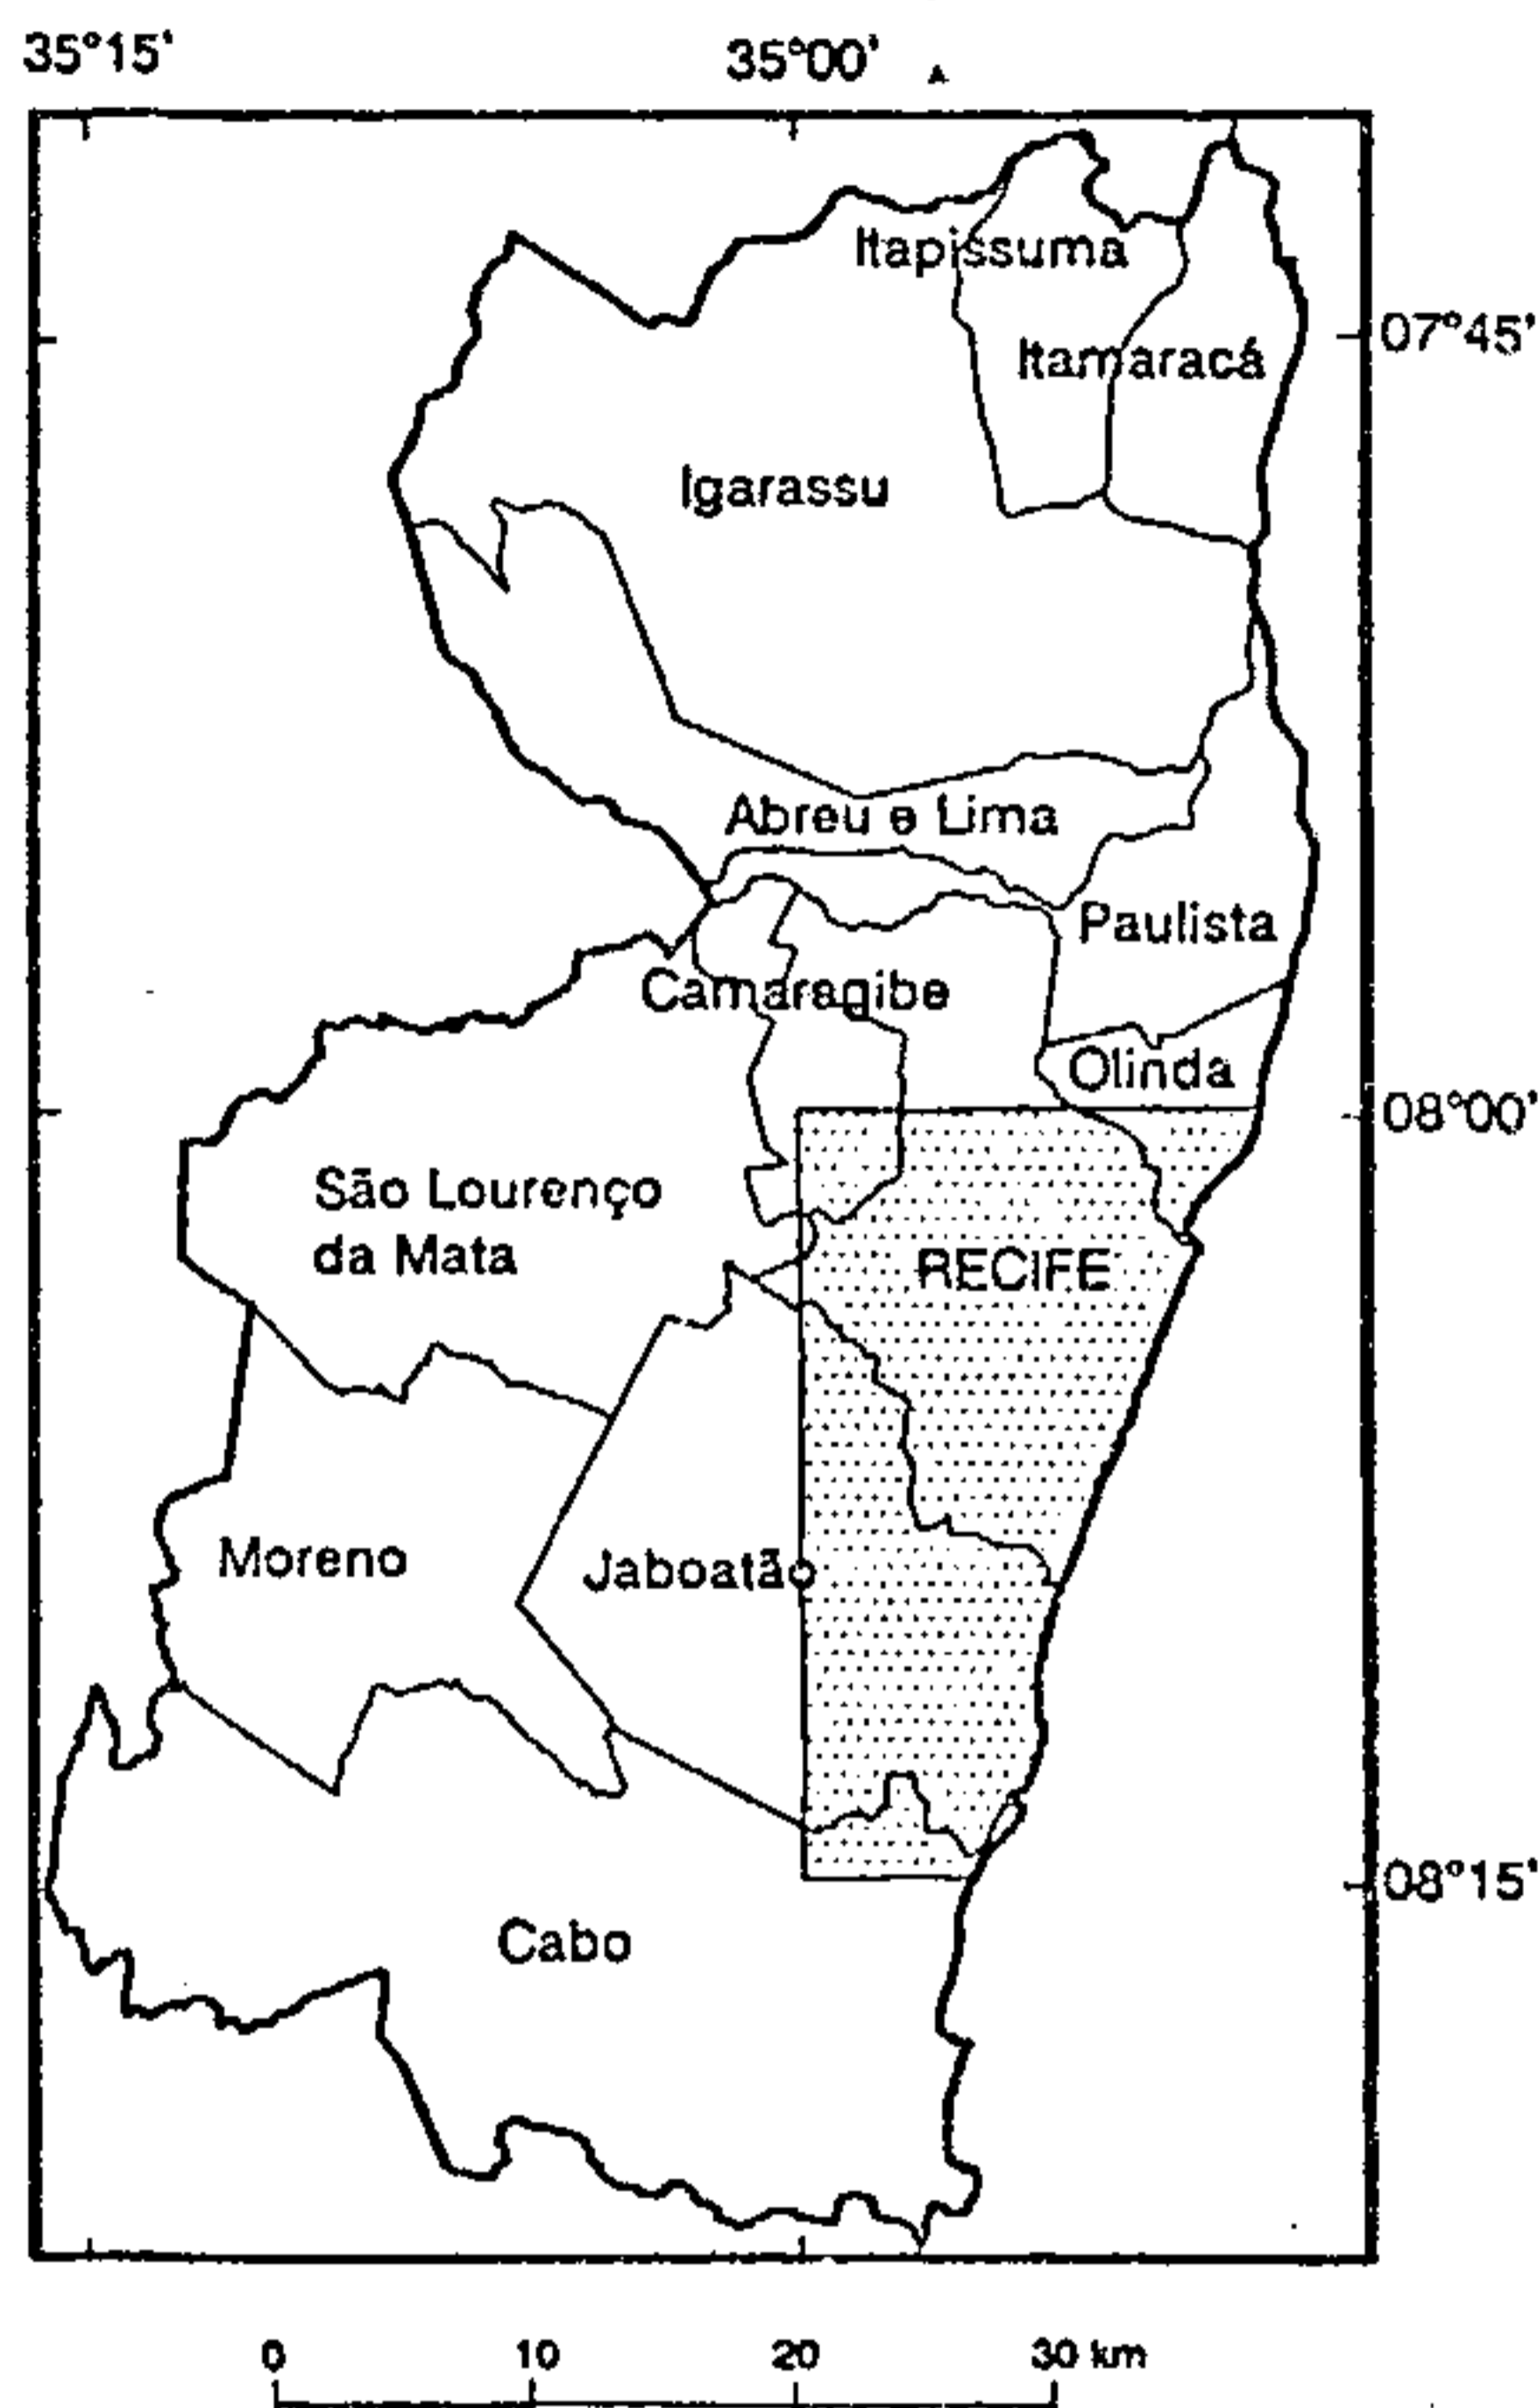 35°15'
35°00'
Itapissuma
07°45'
Itamaracá
Igarassu
Abreu e Lima
Paulista
Camaragibe
Olinda
08°00'
São Lourenço
da Mata
RECIFE
Moreno
Jaboatão
08°15'
Cabo
0 10 20 30 km